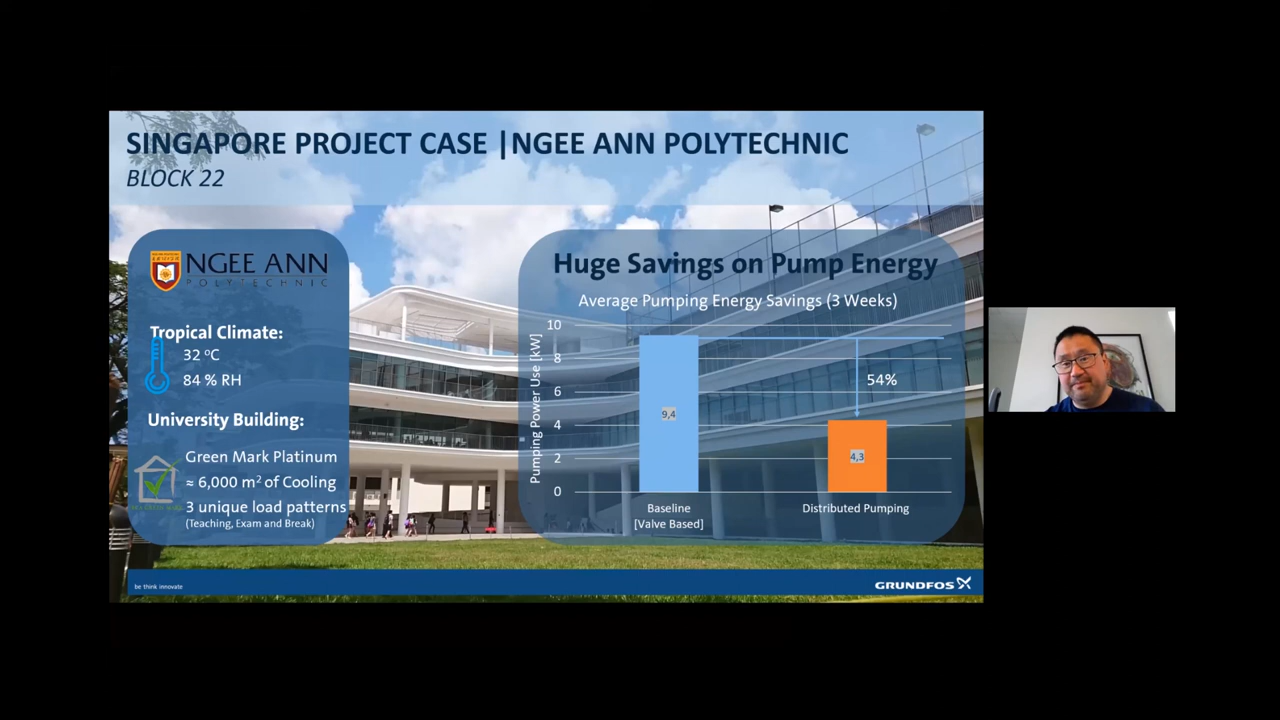 SINGAPORE PROJECT CASE |NGEE ANN POLYTECHNIC
BLOCK 22
NGEE ANN
POLYTECHNIC
Tropical Climate:
32 ºC
84 % RH
University Building:
Green Mark Platinum
≈ 6,000 m² of Cooling
3 unique load patterns
(Teaching, Exam and Break)
Huge Savings on Pump Energy
Average Pumping Energy Savings (3 Weeks)
Pumping Power Use [kW]
10
8
6
4
2
0
9,4
54%
4,3
Baseline
[Valve Based]
Distributed Pumping
be think innovate
GRUNDFOS